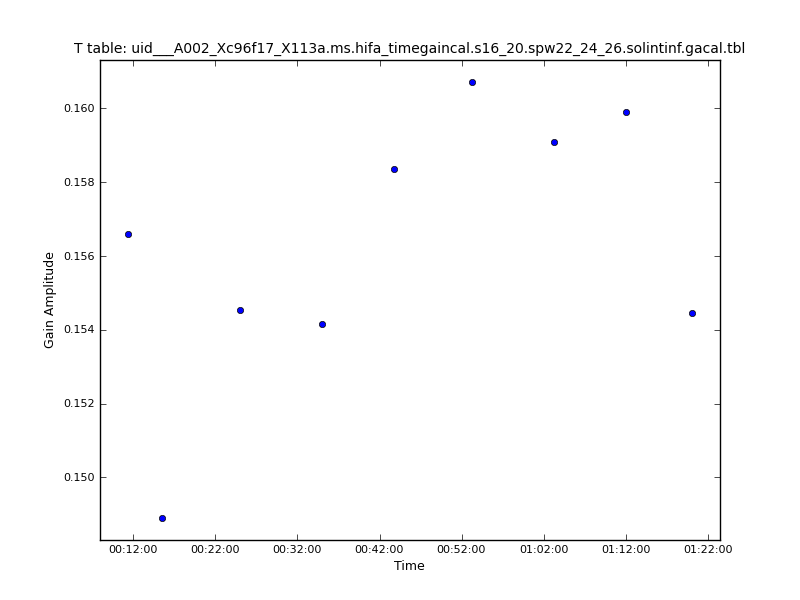 T table: uid___A002_Xc96f17_X113a.ms.hifa_timegaincal.s16_20.spw22_24_26.solintinf.gacal.tbl
0.160
0.158
0.156
0.154
0.152
0.150
Gain Amplitude
00:12:00 00:22:00 00:32:00 00:42:00 00:52:00 01:02:00 01:12:00 01:22:00
Time